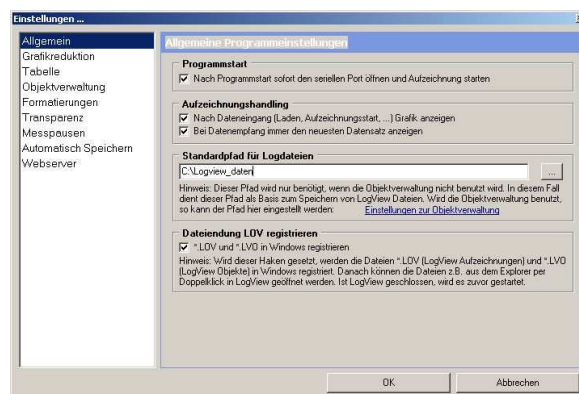 Einstellungen ...
Allgemein
Grafikreduktion
Tabelle
Objektverwaltung
Formatierungen
Transparenz
Messpausen
Automatisch Speichern
Webserver
Allgemeine Programmeinstellungen
Programmstart
Nach Programmstart sofort den seriellen Port öffnen und Aufzeichnung starten
Aufzeichnungshandling
Nach Dateneingang (Laden, Aufzeichnungsstart, ...) Grafik anzeigen
Bei Datenempfang immer den neuesten Datensatz anzeigen
Standardpfad für Logdateien
C:\Logview_daten
...
Hinweis: Dieser Pfad wird nur benötigt, wenn die Objektverwaltung nicht benutzt wird. In diesem Fall
dient dieser Pfad als Basis zum Speichern von LogView Dateien. Wird die Objektverwaltung benutzt,
so kann der Pfad hier eingestellt werden: Einstellungen zur Objektverwaltung
Dateiendung LOV registrieren
*.LOV und *.LVO in Windows registrieren
Hinweis: Wird dieser Haken gesetzt, werden die Dateien *.LOV (LogView Aufzeichnungen) und *.LVO
(LogView Objekte) in Windows registriert. Danach können die Dateien z.B. aus dem Explorer per
Doppelklick in LogView geöffnet werden. Ist LogView geschlossen, wird es zuvor gestartet.
OK
Abbrechen